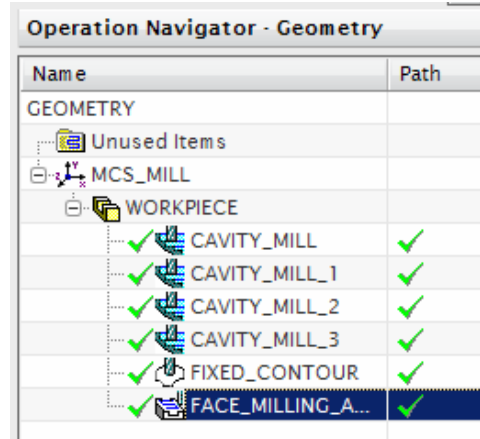 Operation Navigator - Geometry
Name Path
GEOMETRY
Unused Items
MCS_MILL
WORKPIECE
CAVITY_MILL
CAVITY_MILL_1
CAVITY_MILL_2
CAVITY_MILL_3
FIXED_CONTOUR
FACE_MILLING_A...